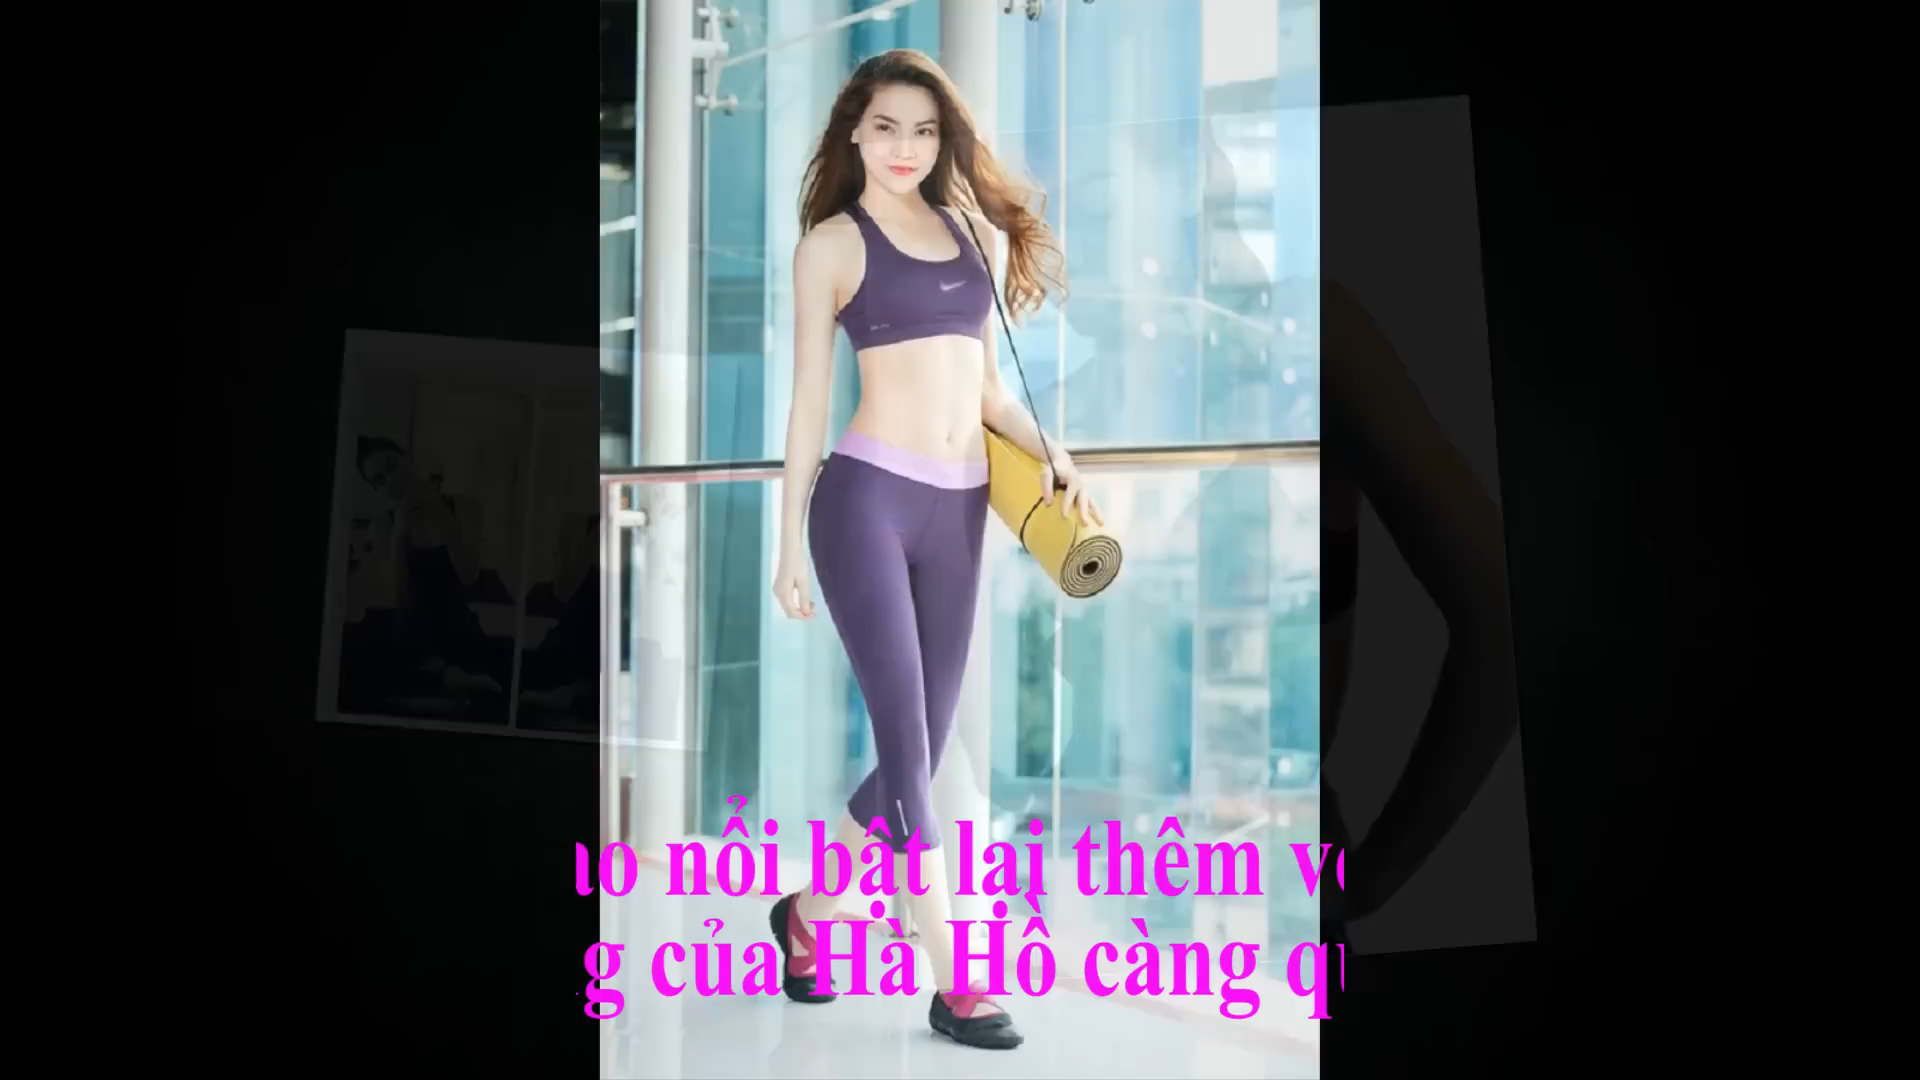 nổi bật lại thêm
của Hà Hồ càng